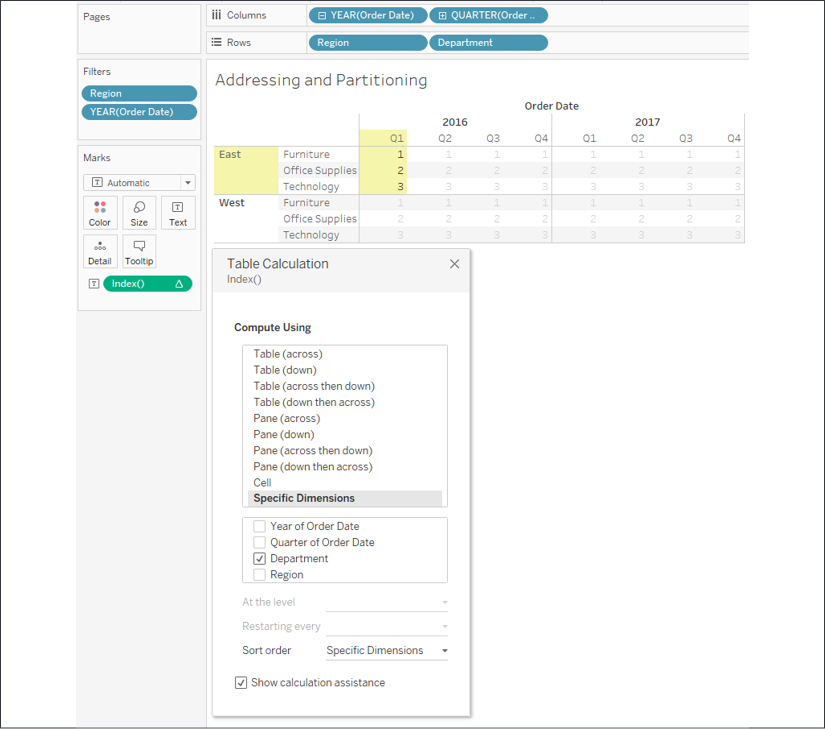 Pages
Columns YEAR(Order Date) QUARTER(Order ..
Rows Region Department
Filters
Region
YEAR(Order Date)
Marks
Automatic
Color Size Text
Detail Tooltip
Index()
Addressing and Partitioning
Order Date
2016 2017
Q1 Q2 Q3 Q4 Q1 Q2 Q3 Q4
East Furniture 1 1 1 1 1 1 1 1
Office Supplies 2 2 2 2 2 2 2 2
Technology 3 3 3 3 3 3 3 3
West Furniture 1 1 1 1 1 1 1 1
Office Supplies 2 2 2 2 2 2 2 2
Technology 3 3 3 3 3 3 3 3
Table Calculation
Index()
Compute Using
Table (across)
Table (down)
Table (across then down)
Table (down then across)
Pane (across)
Pane (down)
Pane (across then down)
Pane (down then across)
Cell
Specific Dimensions
Year of Order Date
Quarter of Order Date
Department
Region
At the level
Restarting every
Sort order Specific Dimensions
Show calculation assistance